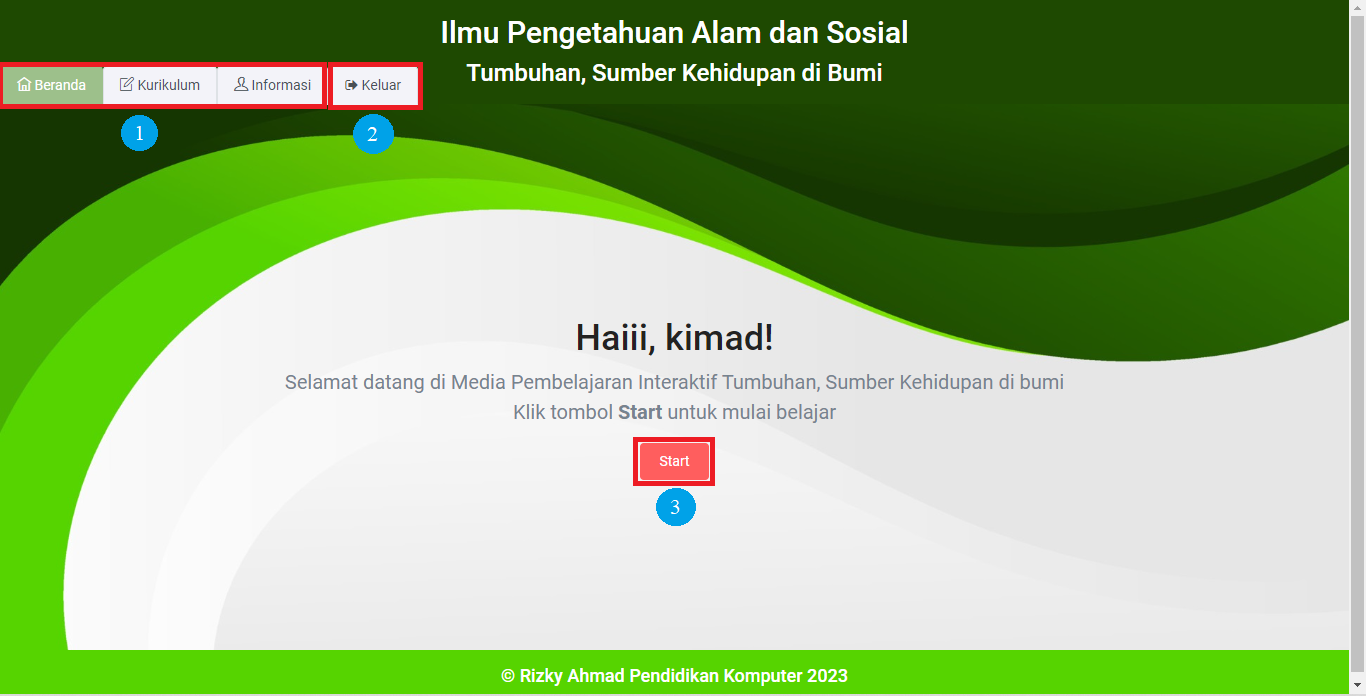 Ilmu Pengetahuan Alam dan Sosial
Tumbuhan, Sumber Kehidupan di Bumi
Beranda Kurikulum Informasi Keluar
1 2
Haiii, kimad!
Selamat datang di Media Pembelajaran Interaktif Tumbuhan, Sumber Kehidupan di bumi
Klik tombol Start untuk mulai belajar
Start
3
© Rizky Ahmad Pendidikan Komputer 2023